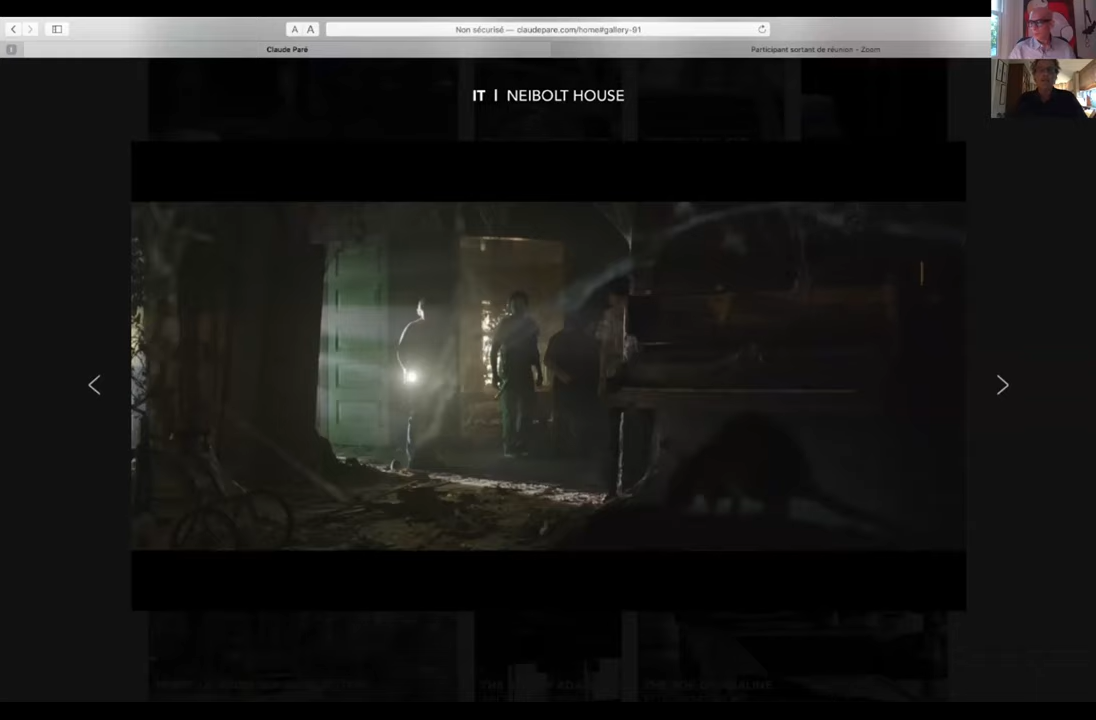 A A
Non sécurisé — claudepare.com/home#gallery-91
Claude Paré
Participant sortant de réunion - Zoom
IT | NEIBOLT HOUSE